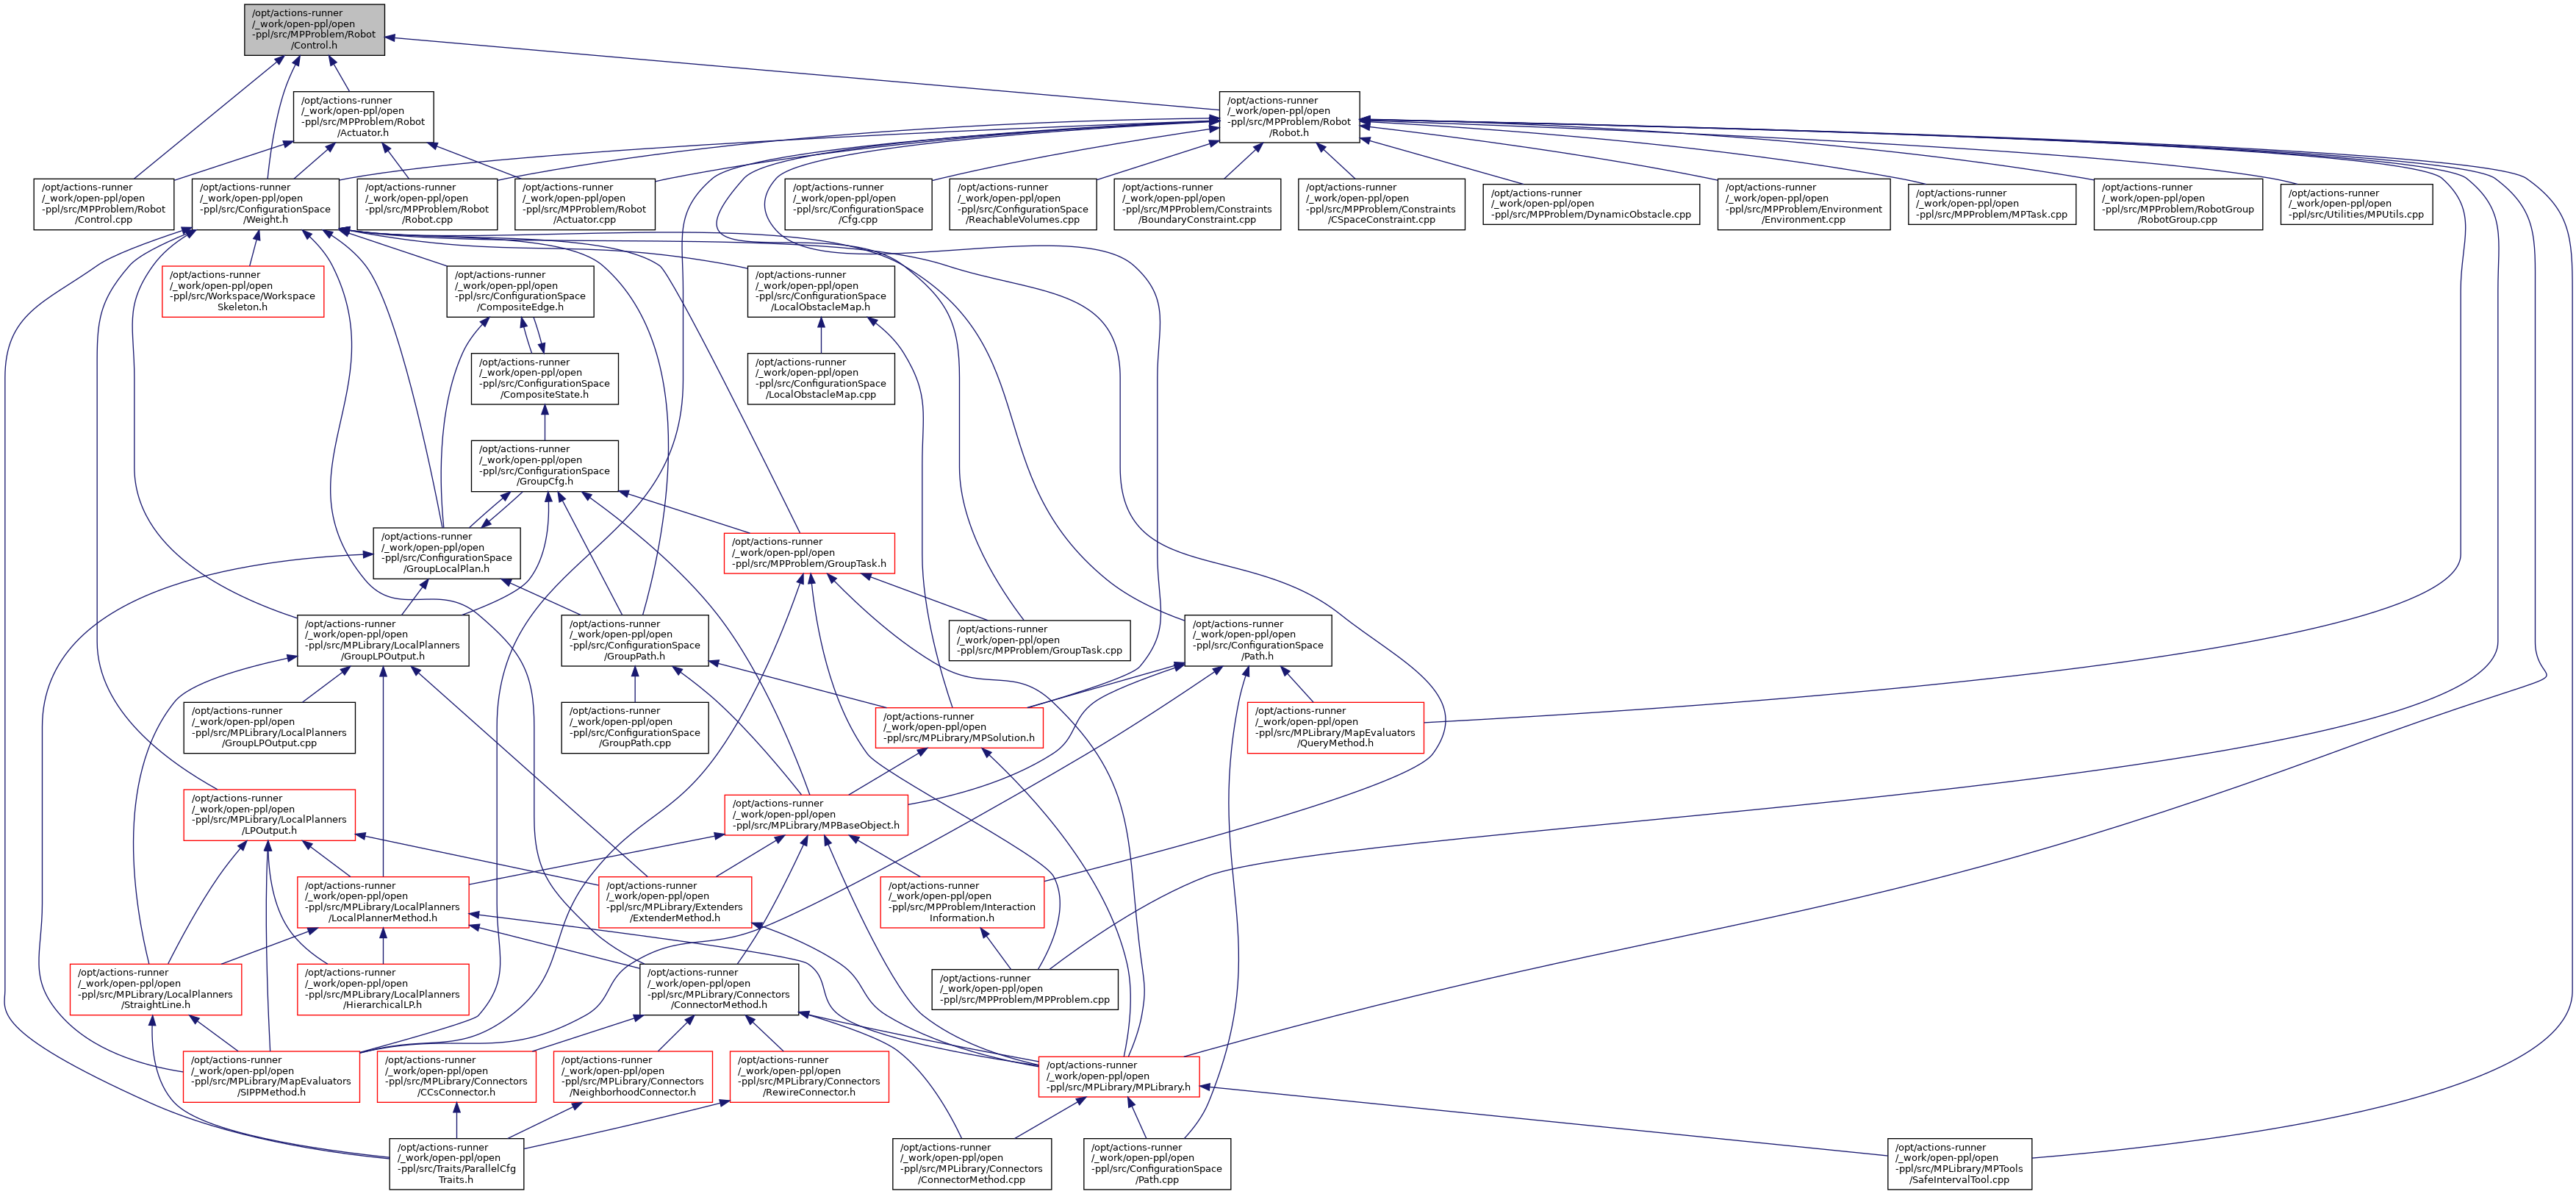 /opt/actions-runner
/_work/open-ppl/open
-ppl/src/MPProblem/Robot
/Control.h
/opt/actions-runner
/_work/open-ppl/open
-ppl/src/MPProblem/Robot
/Actuator.h
/opt/actions-runner
/_work/open-ppl/open
-ppl/src/MPProblem/Robot
/Robot.h
/opt/actions-runner
/_work/open-ppl/open
-ppl/src/MPProblem/Robot
/Control.cpp
/opt/actions-runner
/_work/open-ppl/open
-ppl/src/ConfigurationSpace
/Weight.h
/opt/actions-runner
/_work/open-ppl/open
-ppl/src/MPProblem/Robot
/Robot.cpp
/opt/actions-runner
/_work/open-ppl/open
-ppl/src/MPProblem/Robot
/Actuator.cpp
/opt/actions-runner
/_work/open-ppl/open
-ppl/src/ConfigurationSpace
/Cfg.cpp
/opt/actions-runner
/_work/open-ppl/open
-ppl/src/ConfigurationSpace
/ReachableVolumes.cpp
/opt/actions-runner
/_work/open-ppl/open
-ppl/src/MPProblem/Constraints
/BoundaryConstraint.cpp
/opt/actions-runner
/_work/open-ppl/open
-ppl/src/MPProblem/Constraints
/CSpaceConstraint.cpp
/opt/actions-runner
/_work/open-ppl/open
-ppl/src/MPProblem/DynamicObstacle.cpp
/opt/actions-runner
/_work/open-ppl/open
-ppl/src/MPProblem/Environment
/Environment.cpp
/opt/actions-runner
/_work/open-ppl/open
-ppl/src/MPProblem/MPTask.cpp
/opt/actions-runner
/_work/open-ppl/open
-ppl/src/MPProblem/RobotGroup
/RobotGroup.cpp
/opt/actions-runner
/_work/open-ppl/open
-ppl/src/Utilities/MPUtils.cpp
/opt/actions-runner
/_work/open-ppl/open
-ppl/src/Workspace/Workspace
Skeleton.h
/opt/actions-runner
/_work/open-ppl/open
-ppl/src/ConfigurationSpace
/CompositeEdge.h
/opt/actions-runner
/_work/open-ppl/open
-ppl/src/ConfigurationSpace
/LocalObstacleMap.h
/opt/actions-runner
/_work/open-ppl/open
-ppl/src/ConfigurationSpace
/CompositeState.h
/opt/actions-runner
/_work/open-ppl/open
-ppl/src/ConfigurationSpace
/LocalObstacleMap.cpp
/opt/actions-runner
/_work/open-ppl/open
-ppl/src/ConfigurationSpace
/GroupCfg.h
/opt/actions-runner
/_work/open-ppl/open
-ppl/src/ConfigurationSpace
/GroupLocalPlan.h
/opt/actions-runner
/_work/open-ppl/open
-ppl/src/MPProblem/GroupTask.h
/opt/actions-runner
/_work/open-ppl/open
-ppl/src/MPLibrary/LocalPlanners
/GroupLPOutput.h
/opt/actions-runner
/_work/open-ppl/open
-ppl/src/ConfigurationSpace
/GroupPath.h
/opt/actions-runner
/_work/open-ppl/open
-ppl/src/MPProblem/GroupTask.cpp
/opt/actions-runner
/_work/open-ppl/open
-ppl/src/ConfigurationSpace
/Path.h
/opt/actions-runner
/_work/open-ppl/open
-ppl/src/MPLibrary/LocalPlanners
/GroupLPOutput.cpp
/opt/actions-runner
/_work/open-ppl/open
-ppl/src/ConfigurationSpace
/GroupPath.cpp
/opt/actions-runner
/_work/open-ppl/open
-ppl/src/MPLibrary/MPSolution.h
/opt/actions-runner
/_work/open-ppl/open
-ppl/src/MPLibrary/MapEvaluators
/QueryMethod.h
/opt/actions-runner
/_work/open-ppl/open
-ppl/src/MPLibrary/LocalPlanners
/LPOutput.h
/opt/actions-runner
/_work/open-ppl/open
-ppl/src/MPLibrary/MPBaseObject.h
/opt/actions-runner
/_work/open-ppl/open
-ppl/src/MPLibrary/LocalPlanners
/LocalPlannerMethod.h
/opt/actions-runner
/_work/open-ppl/open
-ppl/src/MPLibrary/Extenders
/ExtenderMethod.h
/opt/actions-runner
/_work/open-ppl/open
-ppl/src/MPProblem/Interaction
Information.h
/opt/actions-runner
/_work/open-ppl/open
-ppl/src/MPLibrary/LocalPlanners
/StraightLine.h
/opt/actions-runner
/_work/open-ppl/open
-ppl/src/MPLibrary/LocalPlanners
/HierarchicalLP.h
/opt/actions-runner
/_work/open-ppl/open
-ppl/src/MPLibrary/Connectors
/ConnectorMethod.h
/opt/actions-runner
/_work/open-ppl/open
-ppl/src/MPProblem/MPProblem.cpp
/opt/actions-runner
/_work/open-ppl/open
-ppl/src/MPLibrary/MapEvaluators
/SIPPMethod.h
/opt/actions-runner
/_work/open-ppl/open
-ppl/src/MPLibrary/Connectors
/CCsConnector.h
/opt/actions-runner
/_work/open-ppl/open
-ppl/src/MPLibrary/Connectors
/NeighborhoodConnector.h
/opt/actions-runner
/_work/open-ppl/open
-ppl/src/MPLibrary/Connectors
/RewireConnector.h
/opt/actions-runner
/_work/open-ppl/open
-ppl/src/MPLibrary/MPLibrary.h
/opt/actions-runner
/_work/open-ppl/open
-ppl/src/Traits/ParallelCfg
Traits.h
/opt/actions-runner
/_work/open-ppl/open
-ppl/src/MPLibrary/Connectors
/ConnectorMethod.cpp
/opt/actions-runner
/_work/open-ppl/open
-ppl/src/ConfigurationSpace
/Path.cpp
/opt/actions-runner
/_work/open-ppl/open
-ppl/src/MPLibrary/MPTools
/SafeIntervalTool.cpp